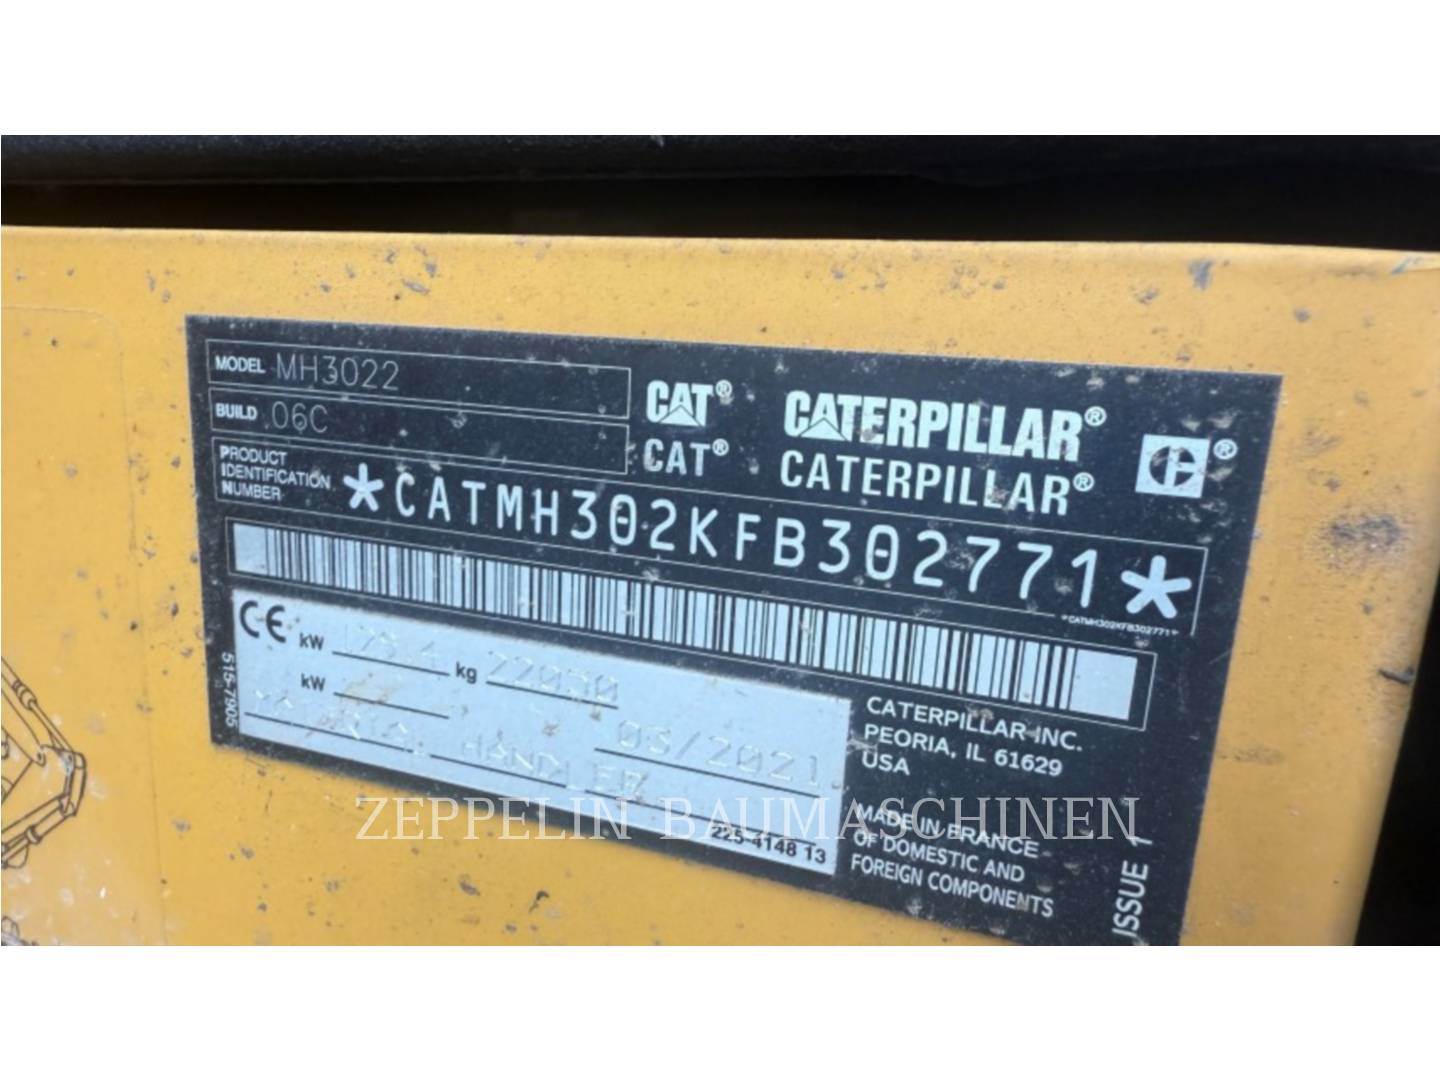 MODEL MH3022
BUILD 06C
CAT®
CAT®
CATERPILLAR®
CATERPILLAR®
®
PRODUCT
IDENTIFICATION
NUMBER
*CATMH302KFB302771*
*CATMH302KFB302771*
CE kW kg 22030
kW
03/2021
MATERIAL HANDLER
225-4148 13
515-7905
CATERPILLAR INC.
PEORIA, IL 61629
USA
MADE IN FRANCE
OF DOMESTIC AND
FOREIGN COMPONENTS
ISSUE 1
ZEPPELIN BAUMASCHINEN